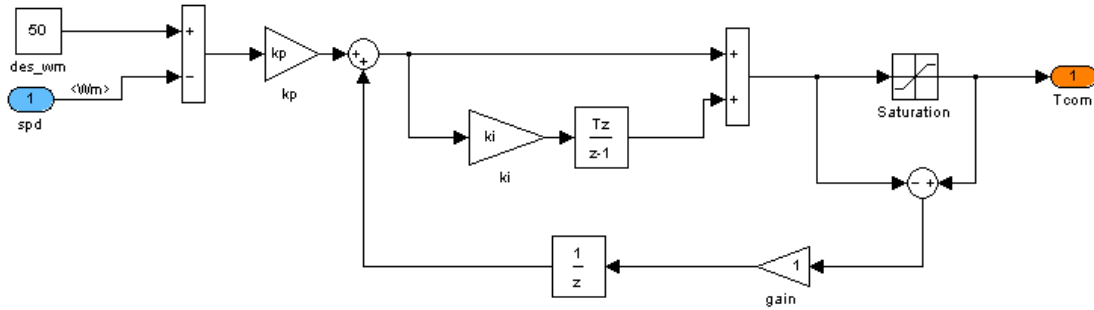 50
des_wm
<Wm>
1
spd
+
−
kp
kp
+
+
ki
ki
Tz
z-1
+
+
Saturation
1
Tcom
− +
1
gain
1
z